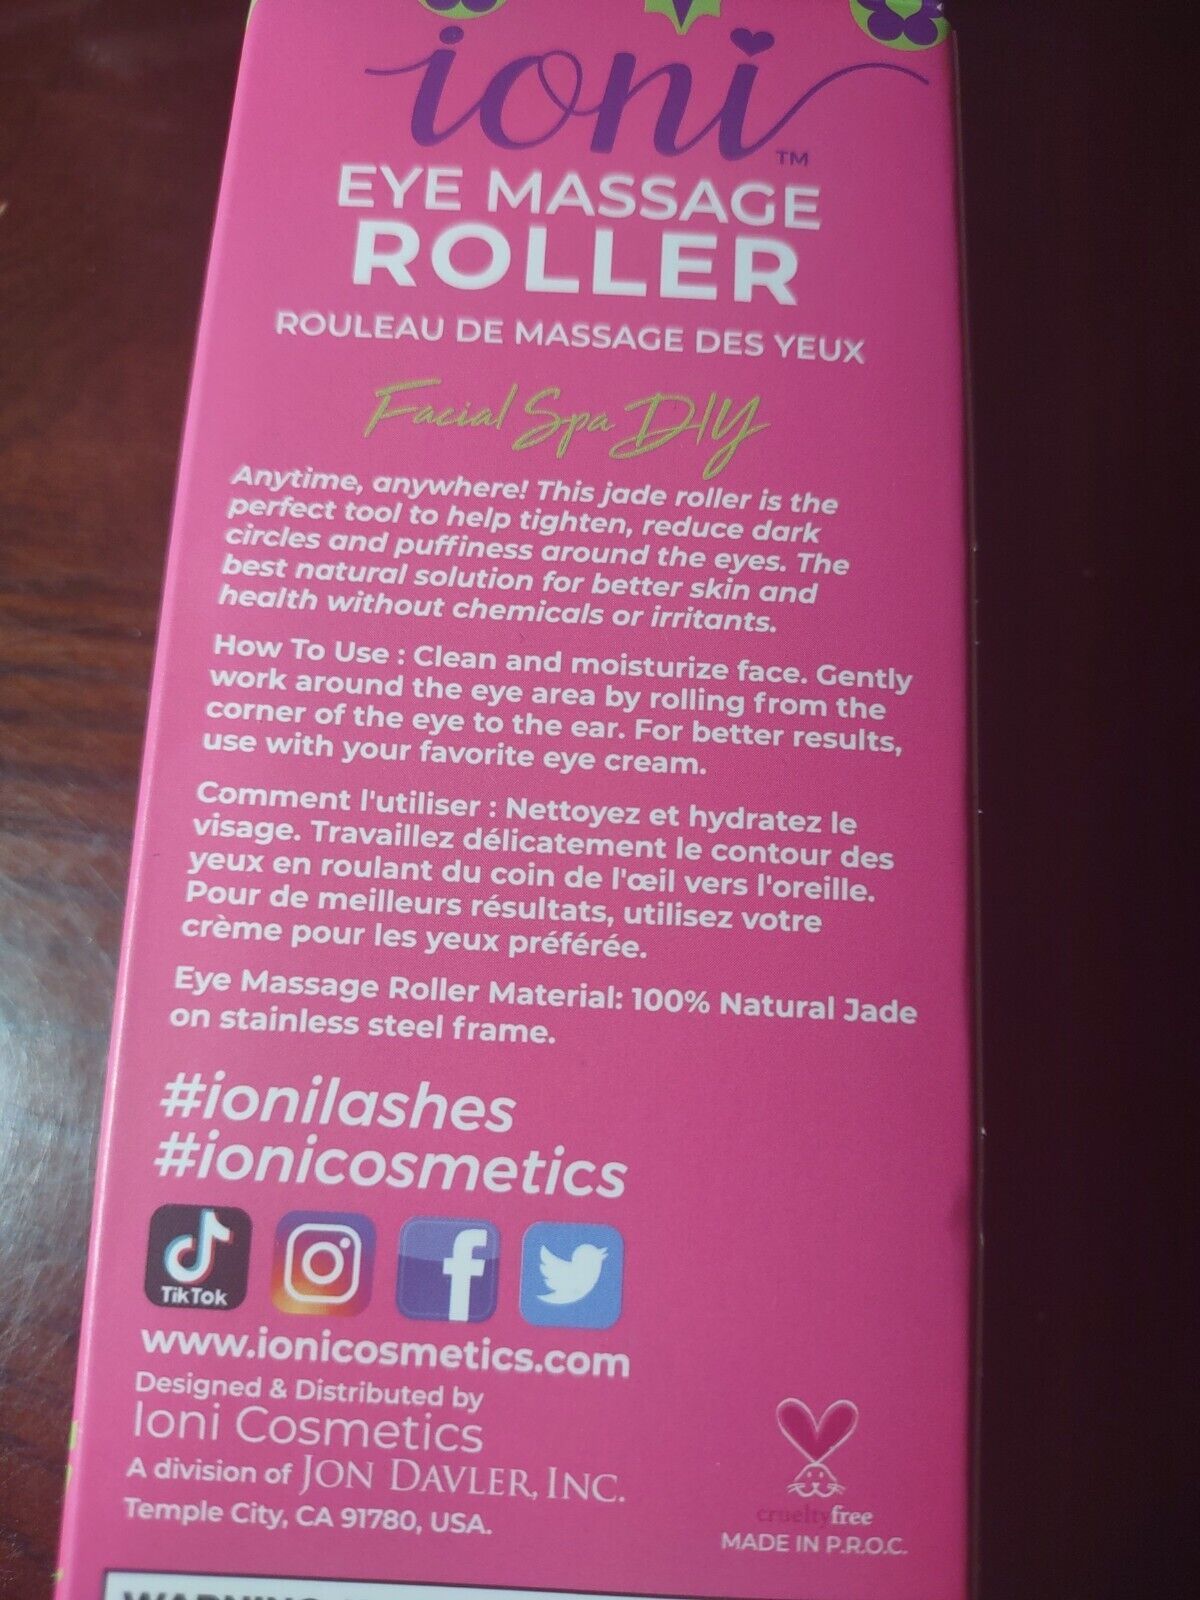 ioni™
EYE MASSAGE
ROLLER
ROULEAU DE MASSAGE DES YEUX
Facial Spa DIY
Anytime, anywhere! This jade roller is the
perfect tool to help tighten, reduce dark
circles and puffiness around the eyes. The
best natural solution for better skin and
health without chemicals or irritants.
How To Use : Clean and moisturize face. Gently
work around the eye area by rolling from the
corner of the eye to the ear. For better results,
use with your favorite eye cream.
Comment l'utiliser : Nettoyez et hydratez le
visage. Travaillez délicatement le contour des
yeux en roulant du coin de l'œil vers l'oreille.
Pour de meilleurs résultats, utilisez votre
crème pour les yeux préférée.
Eye Massage Roller Material: 100% Natural Jade
on stainless steel frame.
#ionilashes
#ionicosmetics
TikTok
www.ionicosmetics.com
Designed & Distributed by
Ioni Cosmetics
A division of JON DAVLER, INC.
Temple City, CA 91780, USA.
crueltyfree
MADE IN P.R.O.C.